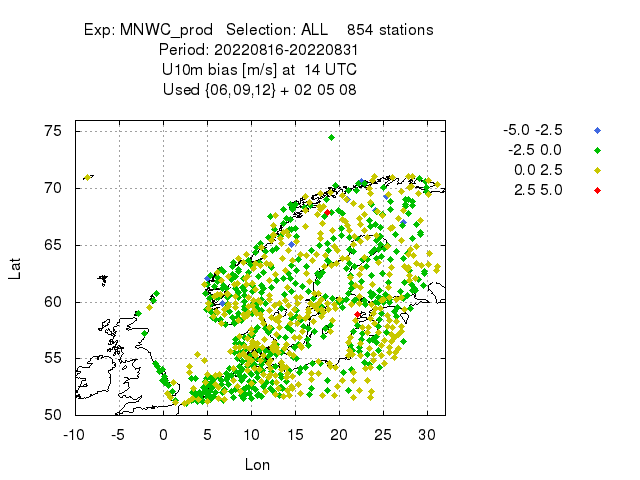 Exp: MNWC_prod   Selection: ALL    854 stations
Period: 20220816-20220831
U10m bias [m/s] at  14 UTC
Used {06,09,12} + 02 05 08
-5.0 -2.5
-2.5 0.0
0.0 2.5
2.5 5.0
75
70
65
60
55
50
Lat
-10 -5 0 5 10 15 20 25 30
Lon